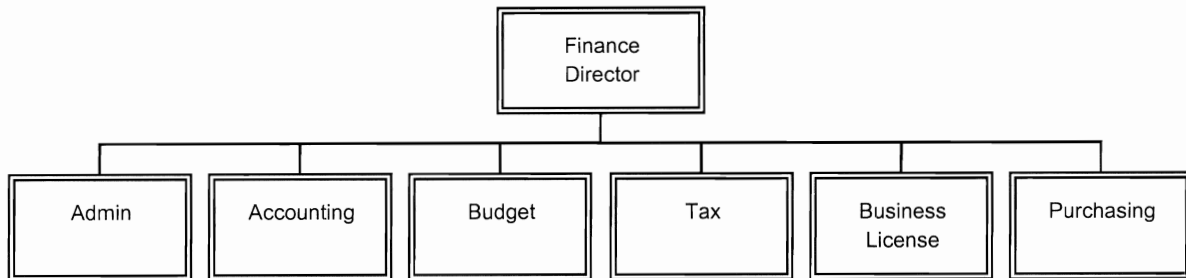 Finance
Director
Admin
Accounting
Budget
Tax
Business
License
Purchasing